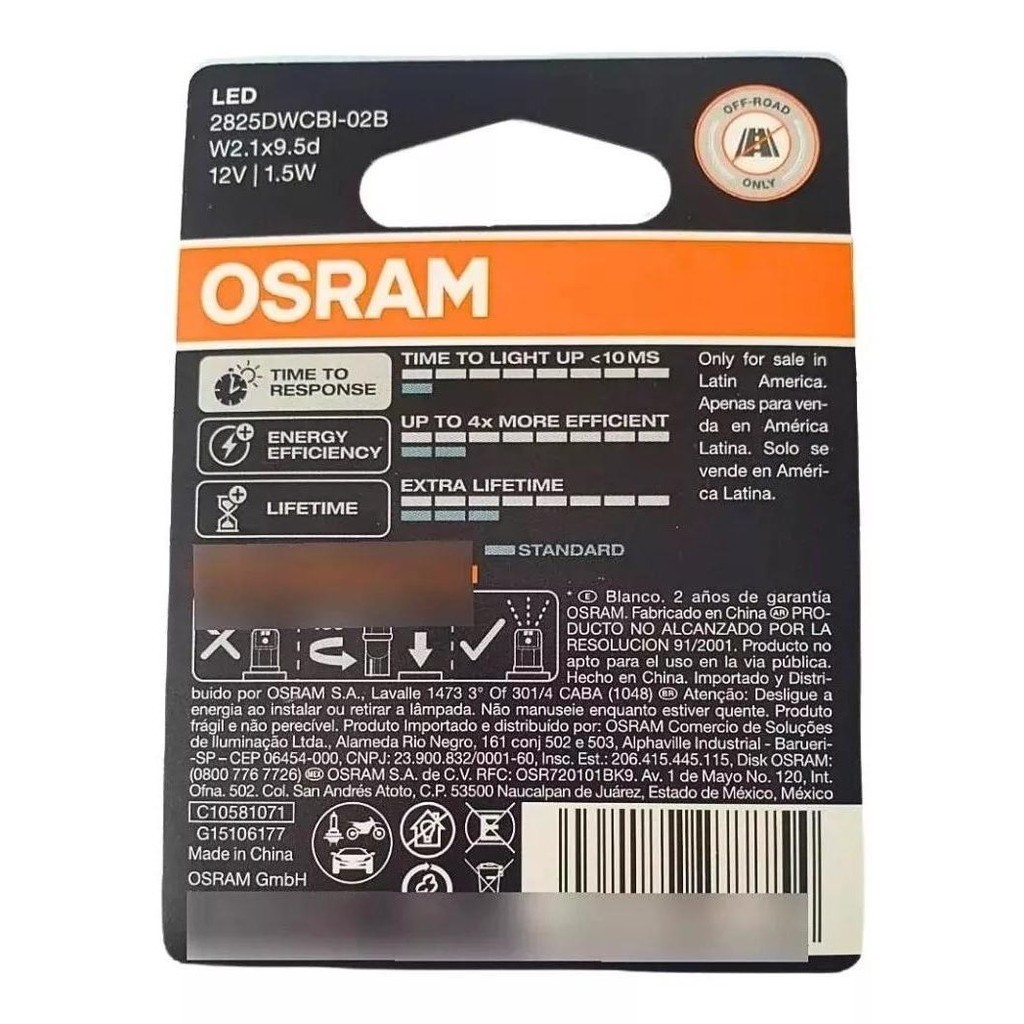 LED
2825DWCBI-02B
W2.1x9.5d
12V | 1.5W
OFF-ROAD
ONLY
OSRAM
TIME TO
RESPONSE
TIME TO LIGHT UP <10MS
ENERGY
EFFICIENCY
UP TO 4x MORE EFFICIENT
LIFETIME
EXTRA LIFETIME
STANDARD
Only for sale in
Latin America.
Apenas para ven-
da en América
Latina. Solo se
vende en Améri-
ca Latina.
* E Blanco. 2 años de garantía
OSRAM. Fabricado en China AR PRO-
DUCTO NO ALCANZADO POR LA
RESOLUCION 91/2001. Producto no
apto para el uso en la via pública.
Hecho en China. Importado y Distri-
buido por OSRAM S.A., Lavalle 1473 3° Of 301/4 CABA (1048) BR Atenção: Desligue a
energia ao instalar ou retirar a lâmpada. Não manuseie enquanto estiver quente. Produto
frágil e não perecível. Produto Importado e distribuido por: OSRAM Comercio de Soluções
de Iluminação Ltda., Alameda Rio Negro, 161 conj 502 e 503, Alphaville Industrial - Barueri-
-SP – CEP 06454-000, CNPJ: 23.900.832/0001-60, Insc. Est.: 206.415.445.115, Disk OSRAM:
(0800 776 7726) MEX OSRAM S.A. de C.V. RFC: OSR720101BK9. Av. 1 de Mayo No. 120, Int.
Ofna. 502. Col. San Andrés Atoto, C.P. 53500 Naucalpan de Juárez, Estado de México, México
C10581071
G15106177
Made in China
OSRAM GmbH
E